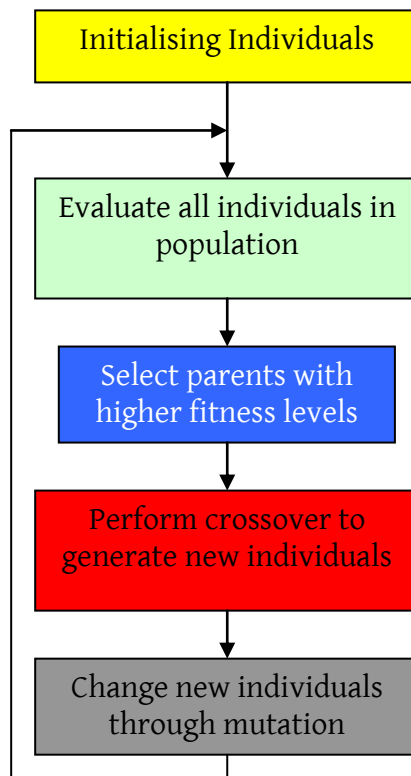 Initialising Individuals
Evaluate all individuals in
population
Select parents with
higher fitness levels
Perform crossover to
generate new individuals
Change new individuals
through mutation